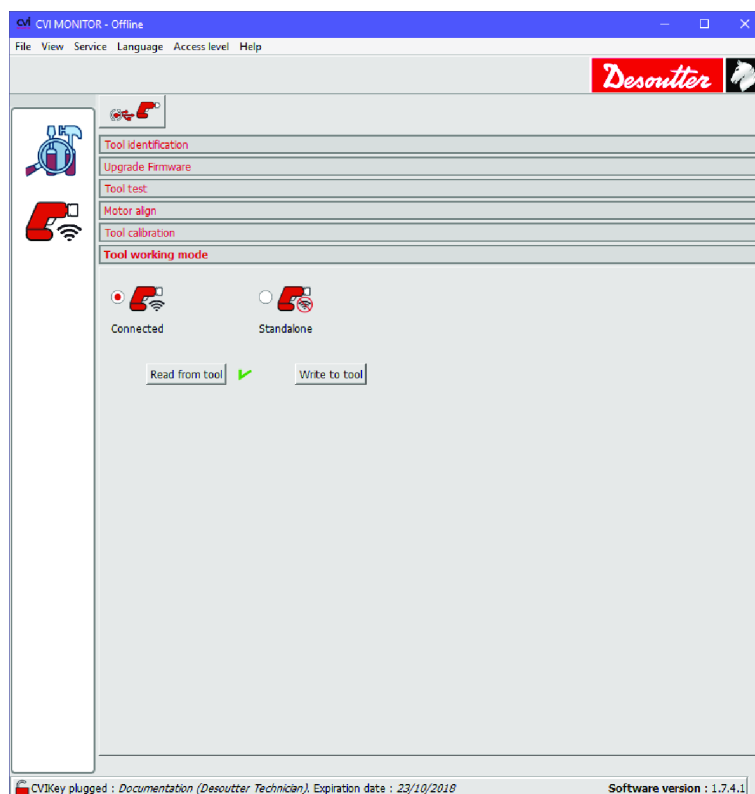 cvi CVI MONITOR - Offline
File View Service Language Access level Help
Desoutter
Tool identification
Upgrade Firmware
Tool test
Motor align
Tool calibration
Tool working mode
Connected Standalone
Read from tool Write to tool
CVIKey plugged : Documentation (Desoutter Technician). Expiration date : 23/10/2018 Software version : 1.7.4.1